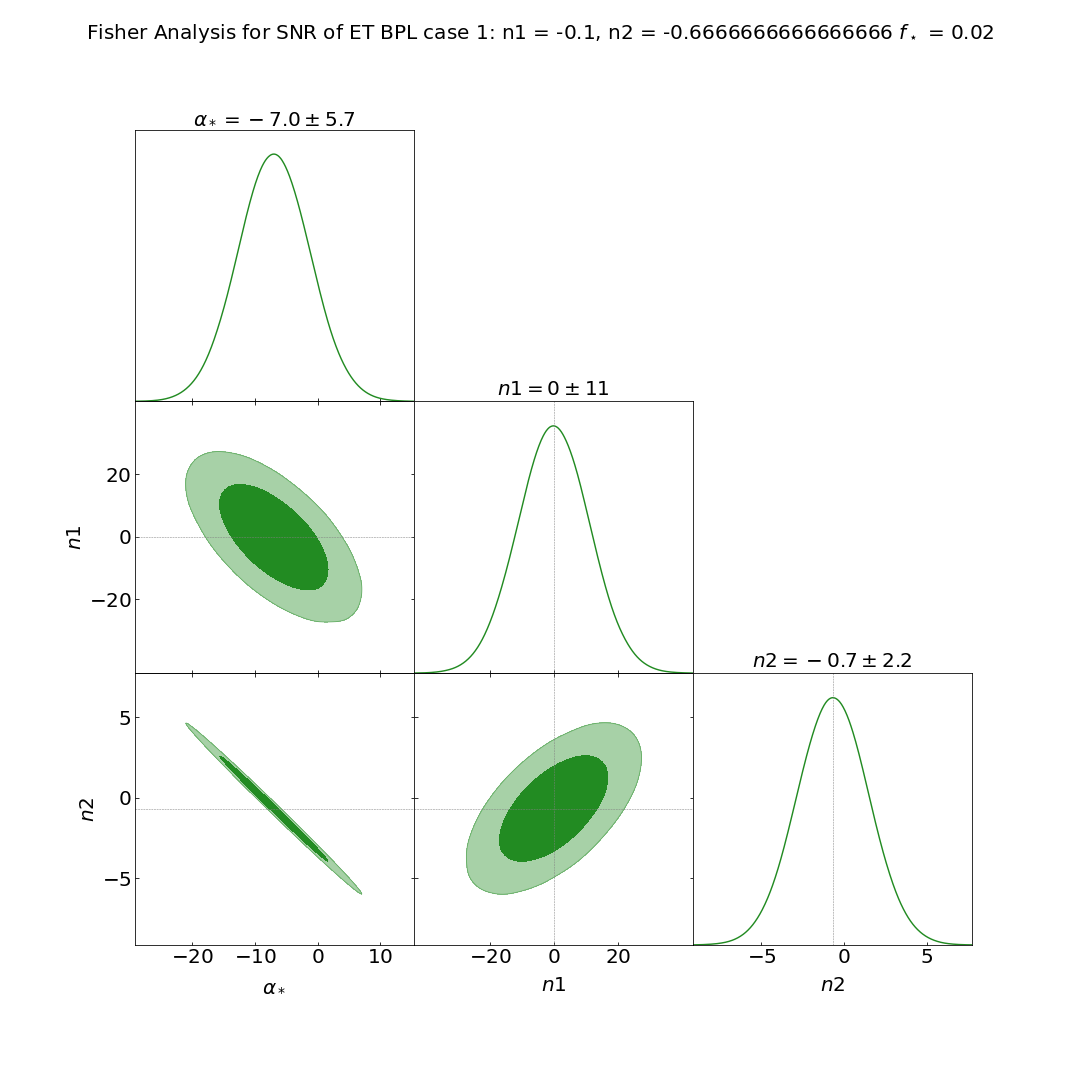 Fisher Analysis for SNR of ET BPL case 1: n1 = -0.1, n2 = -0.6666666666666666 f⋆ = 0.02
α* = −7.0 ± 5.7
n1 = 0 ± 11
20
0
−20
n1
n2 = −0.7 ± 2.2
5
0
−5
n2
−20 −10 0 10
−20 0 20
−5 0 5
α*
n1
n2